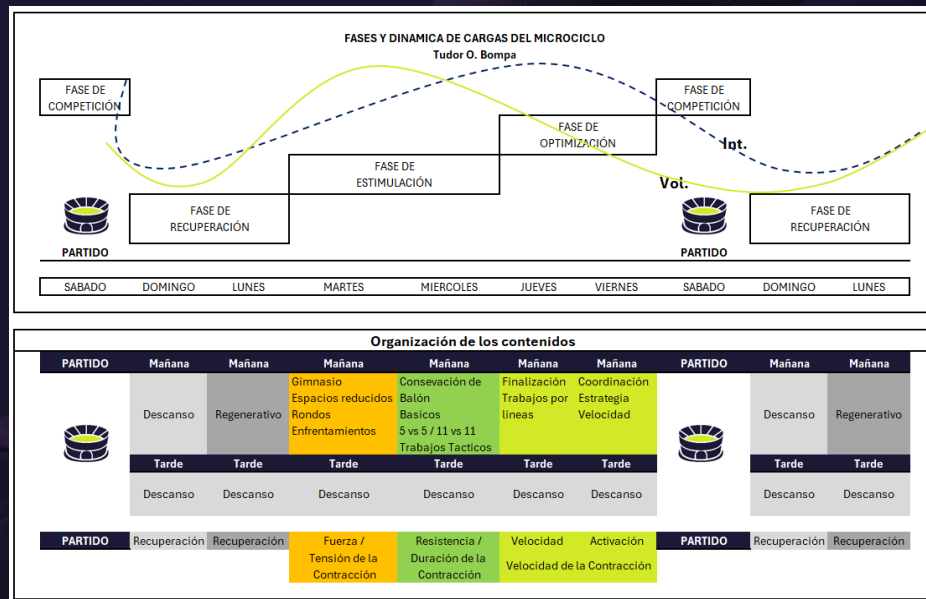 FASES Y DINAMICA DE CARGAS DEL MICROCICLO
Tudor O. Bompa
FASE DE
COMPETICIÓN
FASE DE
COMPETICIÓN
FASE DE
OPTIMIZACIÓN
Int.
FASE DE
ESTIMULACIÓN
Vol.
FASE DE
RECUPERACIÓN
FASE DE
RECUPERACIÓN
PARTIDO
PARTIDO
SABADO DOMINGO LUNES MARTES MIERCOLES JUEVES VIERNES SABADO DOMINGO LUNES
Organización de los contenidos
PARTIDO Mañana Mañana Mañana Mañana Mañana Mañana PARTIDO Mañana Mañana
Descanso
Regenerativo
Gimnasio
Espacios reducidos
Rondos
Enfrentamientos
Consevación de
Balón
Basicos
5 vs 5 / 11 vs 11
Trabajos Tacticos
Finalización
Trabajos por
lineas
Coordinación
Estrategia
Velocidad
Descanso
Regenerativo
Tarde Tarde Tarde Tarde Tarde Tarde Tarde Tarde
Descanso Descanso Descanso Descanso Descanso Descanso Descanso Descanso
PARTIDO Recuperación Recuperación
Fuerza /
Tensión de la
Contracción
Resistencia /
Duración de la
Contracción
Velocidad Activación
Velocidad de la Contracción
PARTIDO Recuperación Recuperación